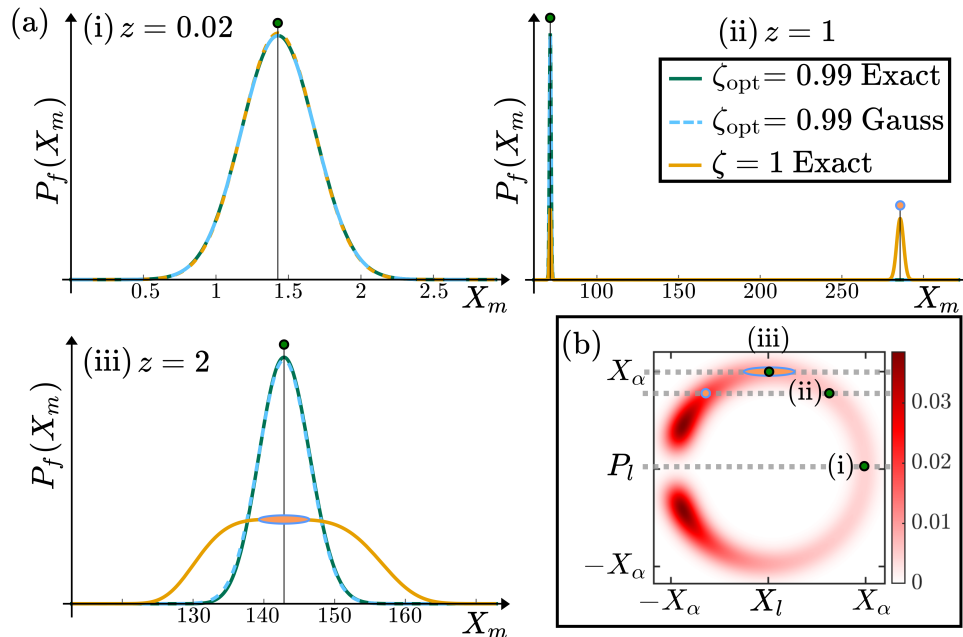 (a)
(i) z = 0.02
P_f(X_m)
0.5 1 1.5 2 2.5 X_m
(ii) z = 1
ζ_opt = 0.99 Exact
ζ_opt = 0.99 Gauss
ζ = 1 Exact
P_f(X_m)
100 150 200 250 X_m
(iii) z = 2
P_f(X_m)
130 140 150 160 X_m
(b)
(iii)
X_α
(ii)
P_l
(i)
−X_α
−X_α X_l X_α
0.03
0.02
0.01
0